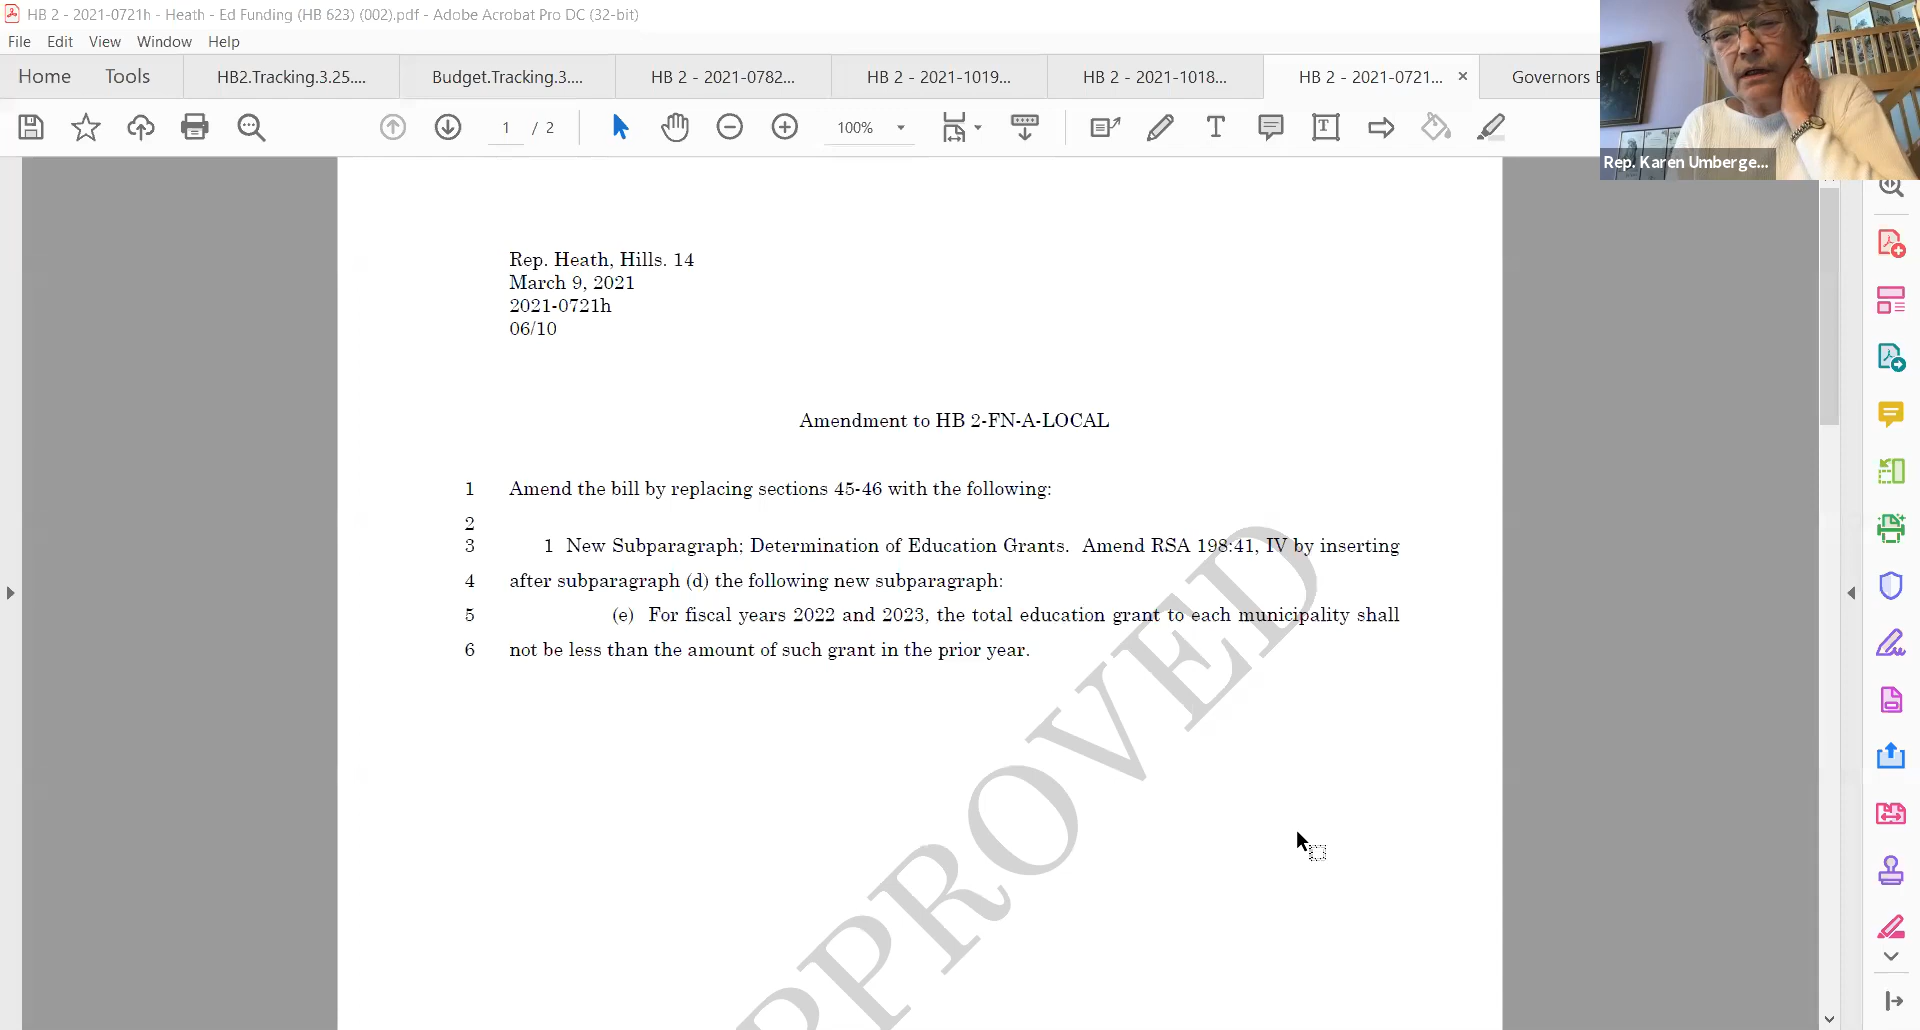 HB 2 - 2021-0721h - Heath - Ed Funding (HB 623) (002).pdf - Adobe Acrobat Pro DC (32-bit)
File Edit View Window Help
Home Tools HB2.Tracking.3.25.... Budget.Tracking.3.... HB 2 - 2021-0782... HB 2 - 2021-1019... HB 2 - 2021-1018... HB 2 - 2021-0721... × Governors
1 / 2 100%
Rep. Karen Umberge...
Rep. Heath, Hills. 14
March 9, 2021
2021-0721h
06/10
Amendment to HB 2-FN-A-LOCAL
1 Amend the bill by replacing sections 45-46 with the following:
2
3 1 New Subparagraph; Determination of Education Grants. Amend RSA 198:41, IV by inserting
4 after subparagraph (d) the following new subparagraph:
5 (e) For fiscal years 2022 and 2023, the total education grant to each municipality shall
6 not be less than the amount of such grant in the prior year.
PPROVED